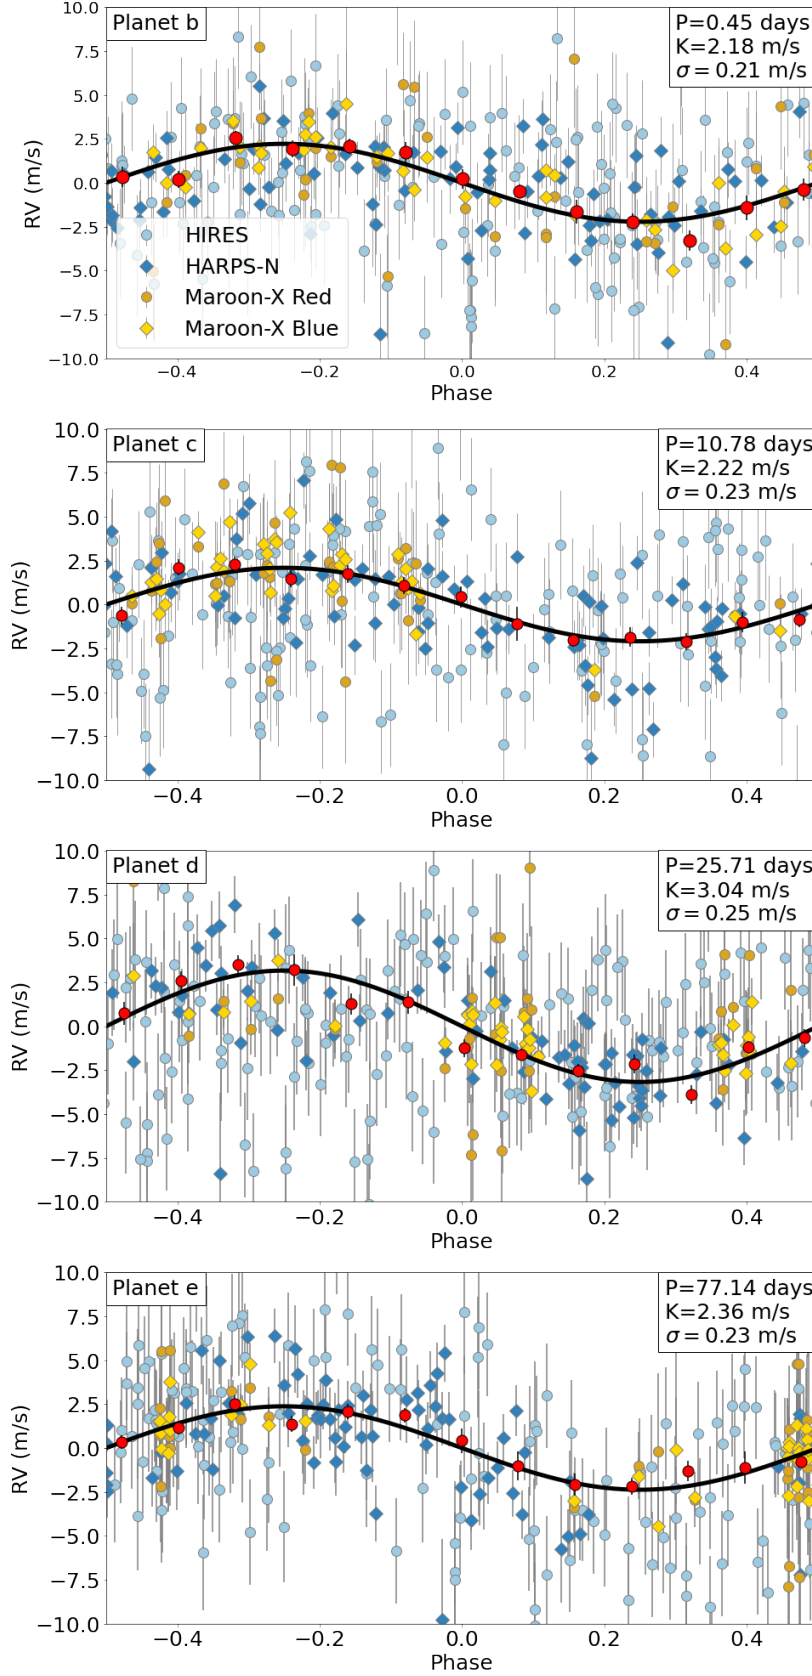 Planet b
P=0.45 days
K=2.18 m/s
σ = 0.21 m/s
10.0
7.5
5.0
2.5
0.0
−2.5
−5.0
−7.5
−10.0
RV (m/s)
HIRES
HARPS-N
Maroon-X Red
Maroon-X Blue
−0.4
−0.2
0.0
0.2
0.4
Phase
Planet c
P=10.78 days
K=2.22 m/s
σ = 0.23 m/s
10.0
7.5
5.0
2.5
0.0
−2.5
−5.0
−7.5
−10.0
RV (m/s)
−0.4
−0.2
0.0
0.2
0.4
Phase
Planet d
P=25.71 days
K=3.04 m/s
σ = 0.25 m/s
10.0
7.5
5.0
2.5
0.0
−2.5
−5.0
−7.5
−10.0
RV (m/s)
−0.4
−0.2
0.0
0.2
0.4
Phase
Planet e
P=77.14 days
K=2.36 m/s
σ = 0.23 m/s
10.0
7.5
5.0
2.5
0.0
−2.5
−5.0
−7.5
−10.0
RV (m/s)
−0.4
−0.2
0.0
0.2
0.4
Phase